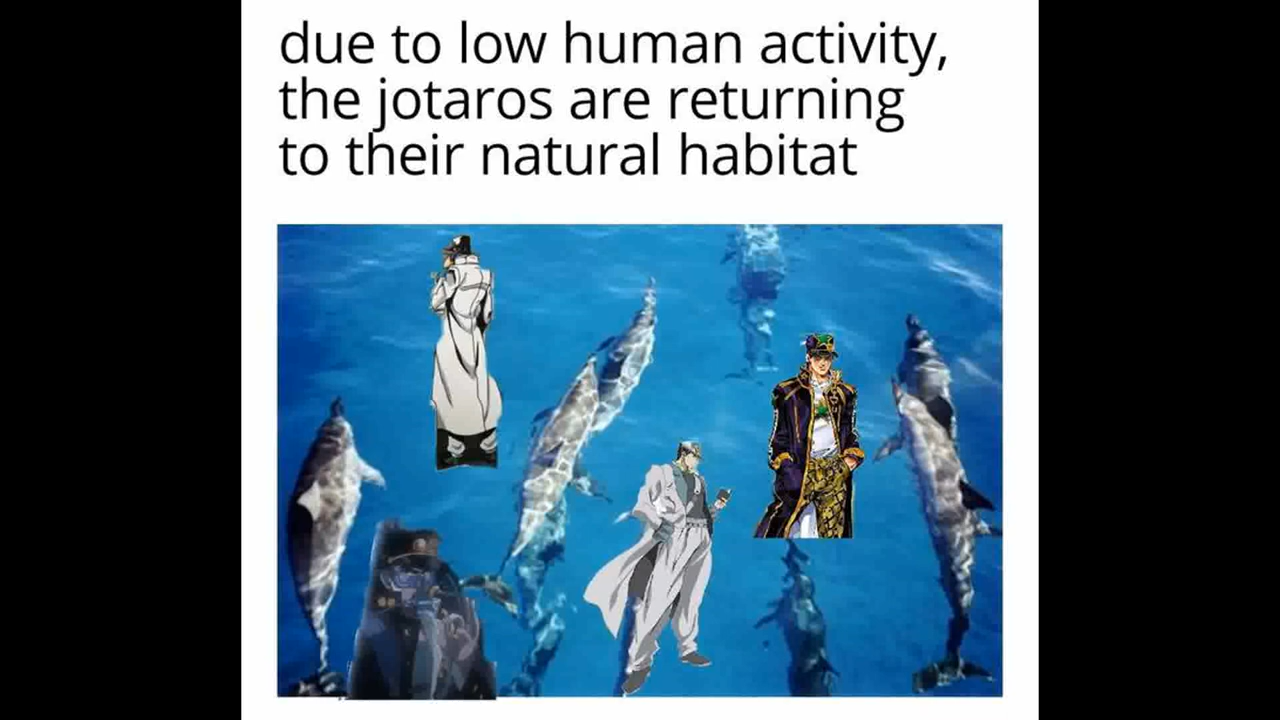 due to low human activity,
the jotaros are returning
to their natural habitat